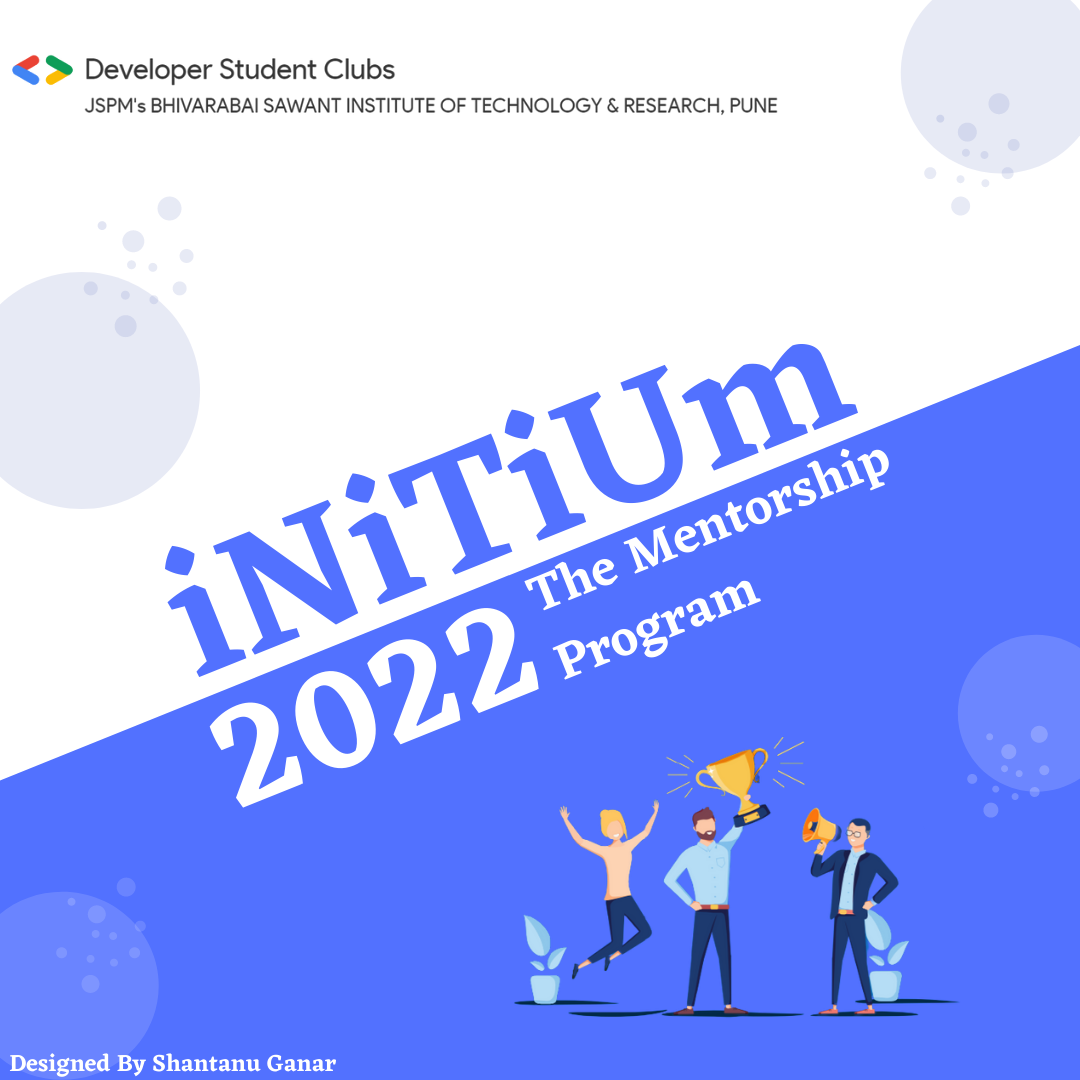 Developer Student Clubs
JSPM's BHIVARABAI SAWANT INSTITUTE OF TECHNOLOGY & RESEARCH, PUNE
iNiTiUm
2022
The Mentorship
Program
Designed By Shantanu Ganar